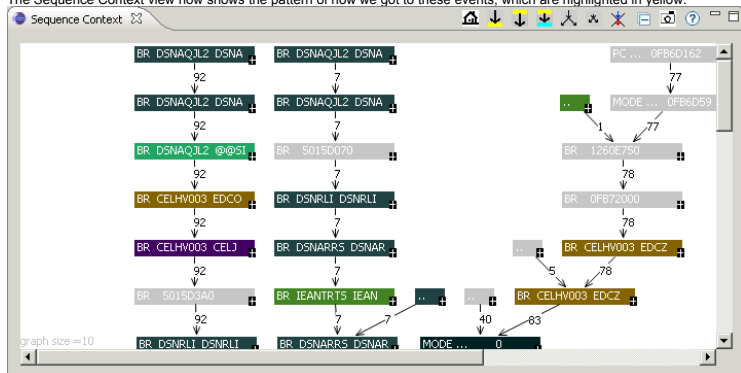 The Sequence Context view now shows the pattern of how we got to these events, which are highlighted in yellow.
Sequence Context
BR DSNAQJL2 DSNA
BR DSNAQJL2 DSNA
PC ... 0FB6D162
92
7
77
BR DSNAQJL2 DSNA
BR DSNAQJL2 DSNA
..
MODE ... 0FB6D59
92
7
1
77
BR DSNAQJL2 @@SI
BR 5015D070
BR 1260E750
92
7
78
BR CELHV003 EDCO
BR DSNRLI DSNRLI
BR 0FB72000
92
7
78
BR CELHV003 CELJ
BR DSNARRS DSNAR
..
BR CELHV003 EDCZ
92
7
5
78
BR 5015D3A0
BR IEANTRTS IEAN
..
..
BR CELHV003 EDCZ
92
7
7
40
83
graph size =10
BR DSNRLI DSNRLI
BR DSNARRS DSNAR
MODE ... 0